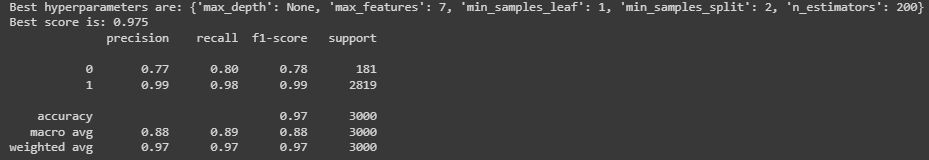 Best hyperparameters are: {'max_depth': None, 'max_features': 7, 'min_samples_leaf': 1, 'min_samples_split': 2, 'n_estimators': 200}
Best score is: 0.975
precision recall f1-score support
0 0.77 0.80 0.78 181
1 0.99 0.98 0.99 2819
accuracy 0.97 3000
macro avg 0.88 0.89 0.88 3000
weighted avg 0.97 0.97 0.97 3000